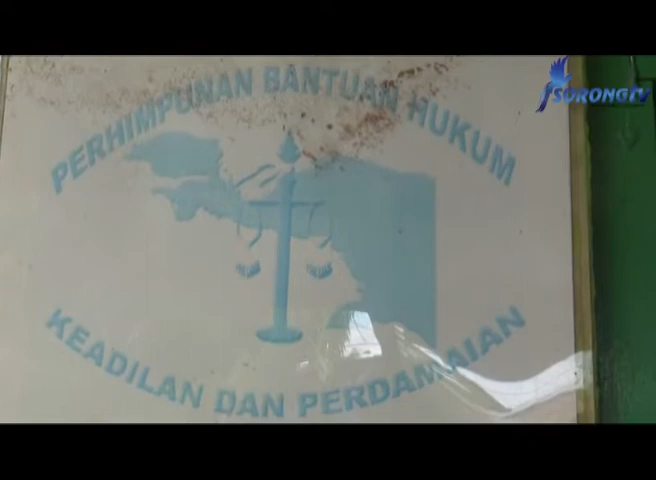 SORONGTV
PERHIMPUNAN BANTUAN HUKUM
KEADILAN DAN PERDAMAIAN